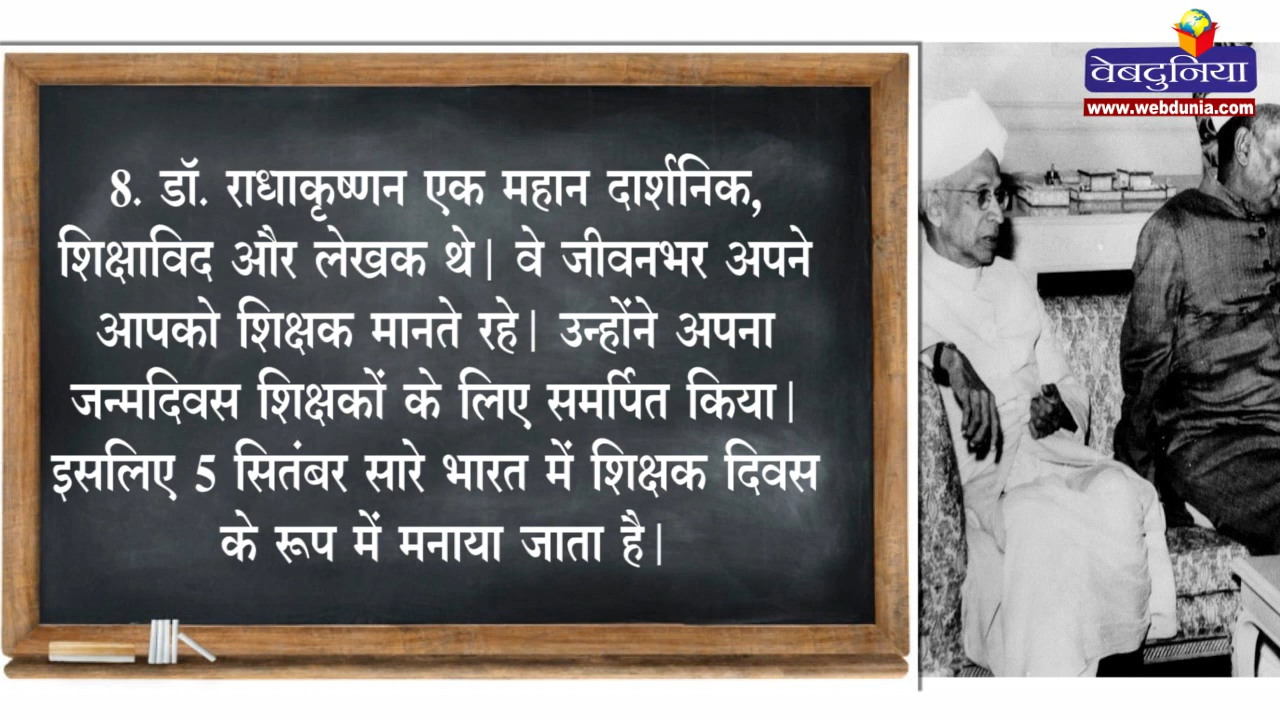 वेबदुनिया
www.webdunia.com
8. डॉ. राधाकृष्णन एक महान दार्शनिक,
शिक्षाविद और लेखक थे|  वे जीवनभर अपने
आपको शिक्षक मानते रहे|  उन्होंने अपना
जन्मदिवस शिक्षकों के लिए समर्पित किया|
इसलिए 5 सितंबर सारे भारत में शिक्षक दिवस
के रूप में मनाया जाता है|